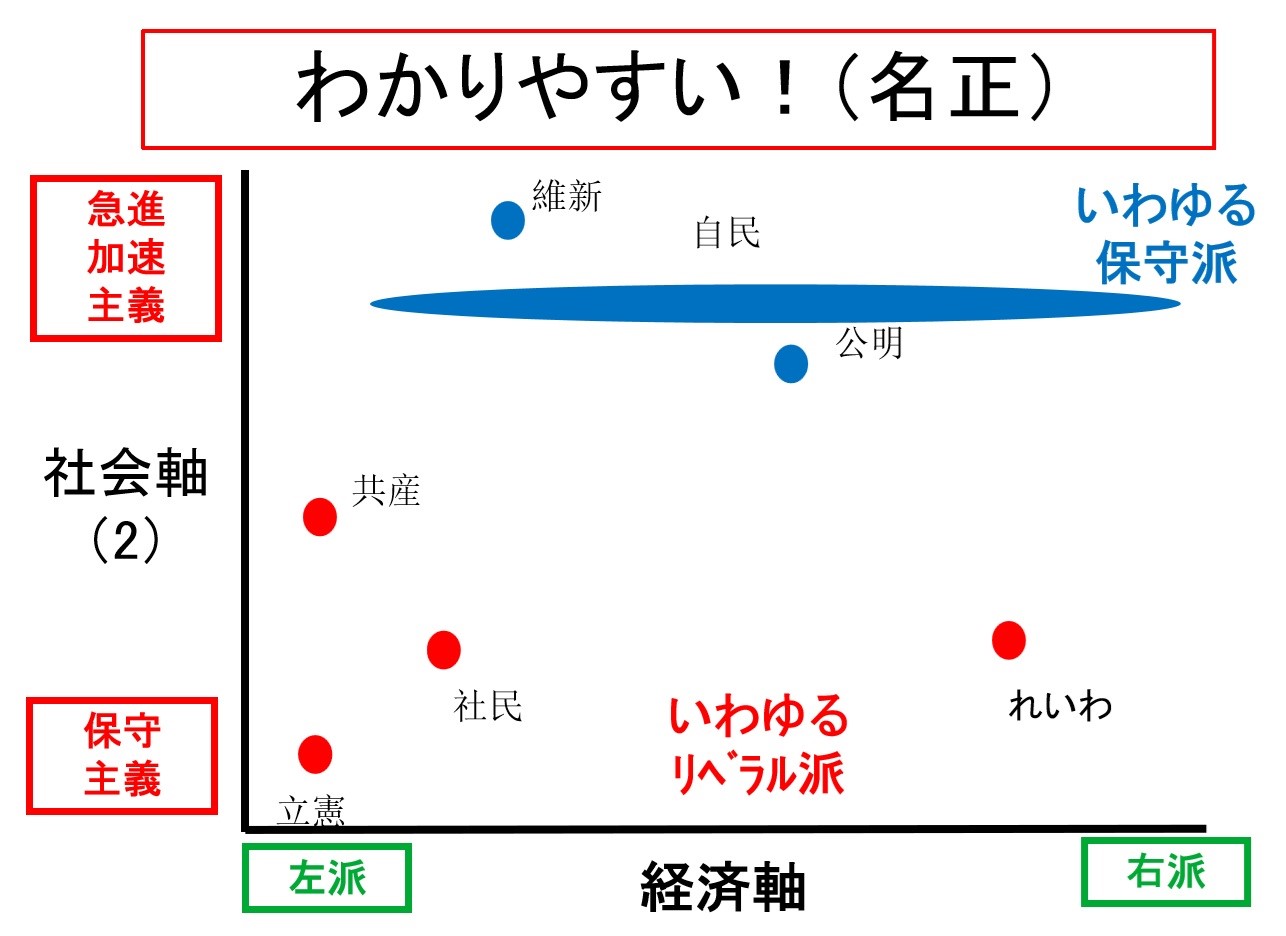 わかりやすい！（名正）
急進
加速
主義
維新
自民
いわゆる
保守派
公明
社会軸
（2）
共産
社民
れいわ
いわゆる
ﾘﾍﾞﾗﾙ派
保守
主義
立憲
左派
経済軸
右派